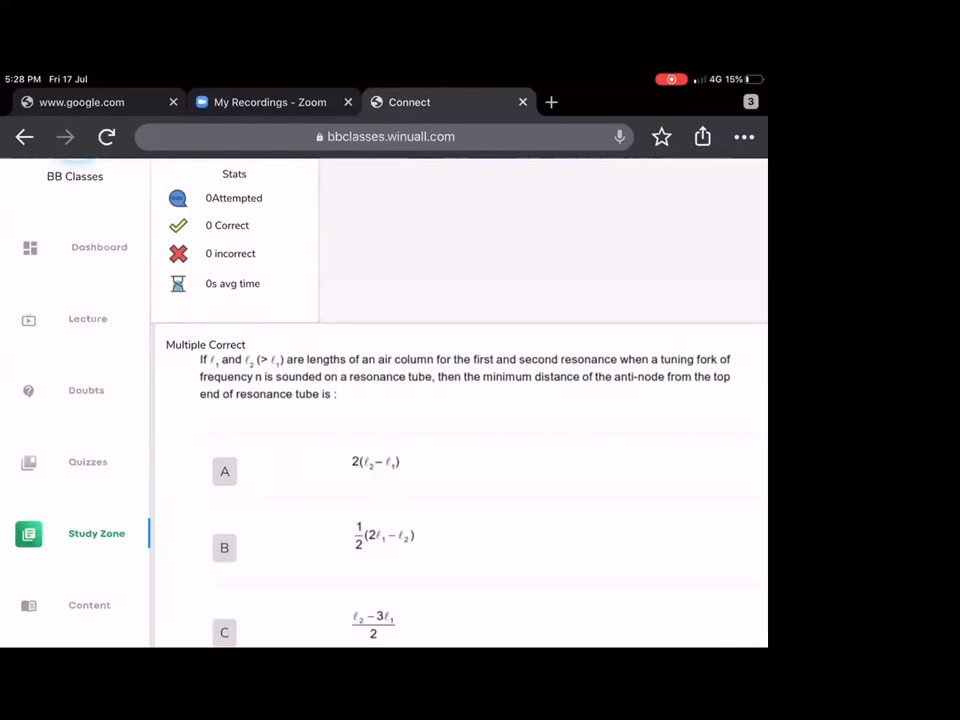 5:28 PM Fri 17 Jul
4G 15%
www.google.com
My Recordings - Zoom
Connect
3
bbclasses.winuall.com
BB Classes
Dashboard
Lecture
Doubts
Quizzes
Study Zone
Content
Stats
0Attempted
0 Correct
0 incorrect
0s avg time
Multiple Correct
If ℓ₁ and ℓ₂ (> ℓ₁) are lengths of an air column for the first and second resonance when a tuning fork of
frequency n is sounded on a resonance tube, then the minimum distance of the anti-node from the top
end of resonance tube is :
A 2(ℓ₂ – ℓ₁)
B 1/2 (2ℓ₁ – ℓ₂)
C (ℓ₂ – 3ℓ₁)/2